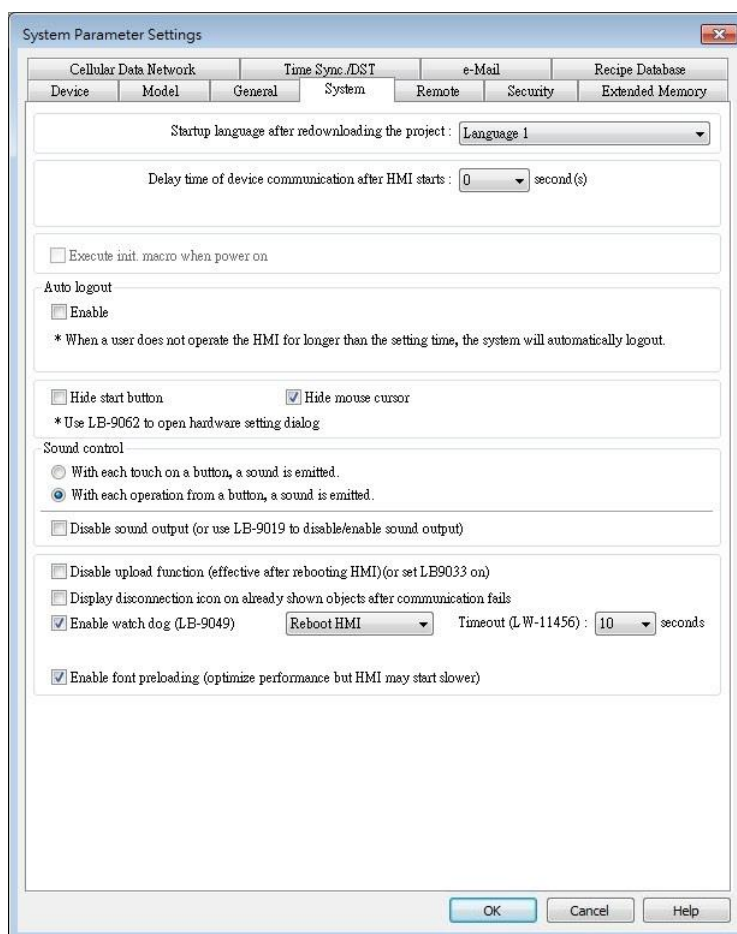 System Parameter Settings
Cellular Data Network Time Sync./DST e-Mail Recipe Database
Device Model General System Remote Security Extended Memory
Startup language after redownloading the project : Language 1
Delay time of device communication after HMI starts : 0 second(s)
Execute init. macro when power on
Auto logout
Enable
* When a user does not operate the HMI for longer than the setting time, the system will automatically logout.
Hide start button Hide mouse cursor
* Use LB-9062 to open hardware setting dialog
Sound control
With each touch on a button, a sound is emitted.
With each operation from a button, a sound is emitted.
Disable sound output (or use LB-9019 to disable/enable sound output)
Disable upload function (effective after rebooting HMI)(or set LB9033 on)
Display disconnection icon on already shown objects after communication fails
Enable watch dog (LB-9049) Reboot HMI Timeout (LW-11456) : 10 seconds
Enable font preloading (optimize performance but HMI may start slower)
OK Cancel Help